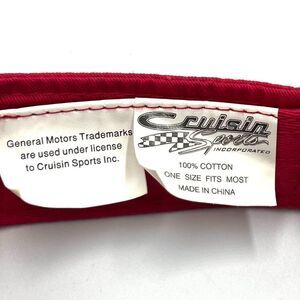 General Motors Trademarks
are used under license
to Cruisin Sports Inc.
Cruisin
Sports
INCORPORATED
100% COTTON
ONE SIZE FITS MOST
MADE IN CHINA